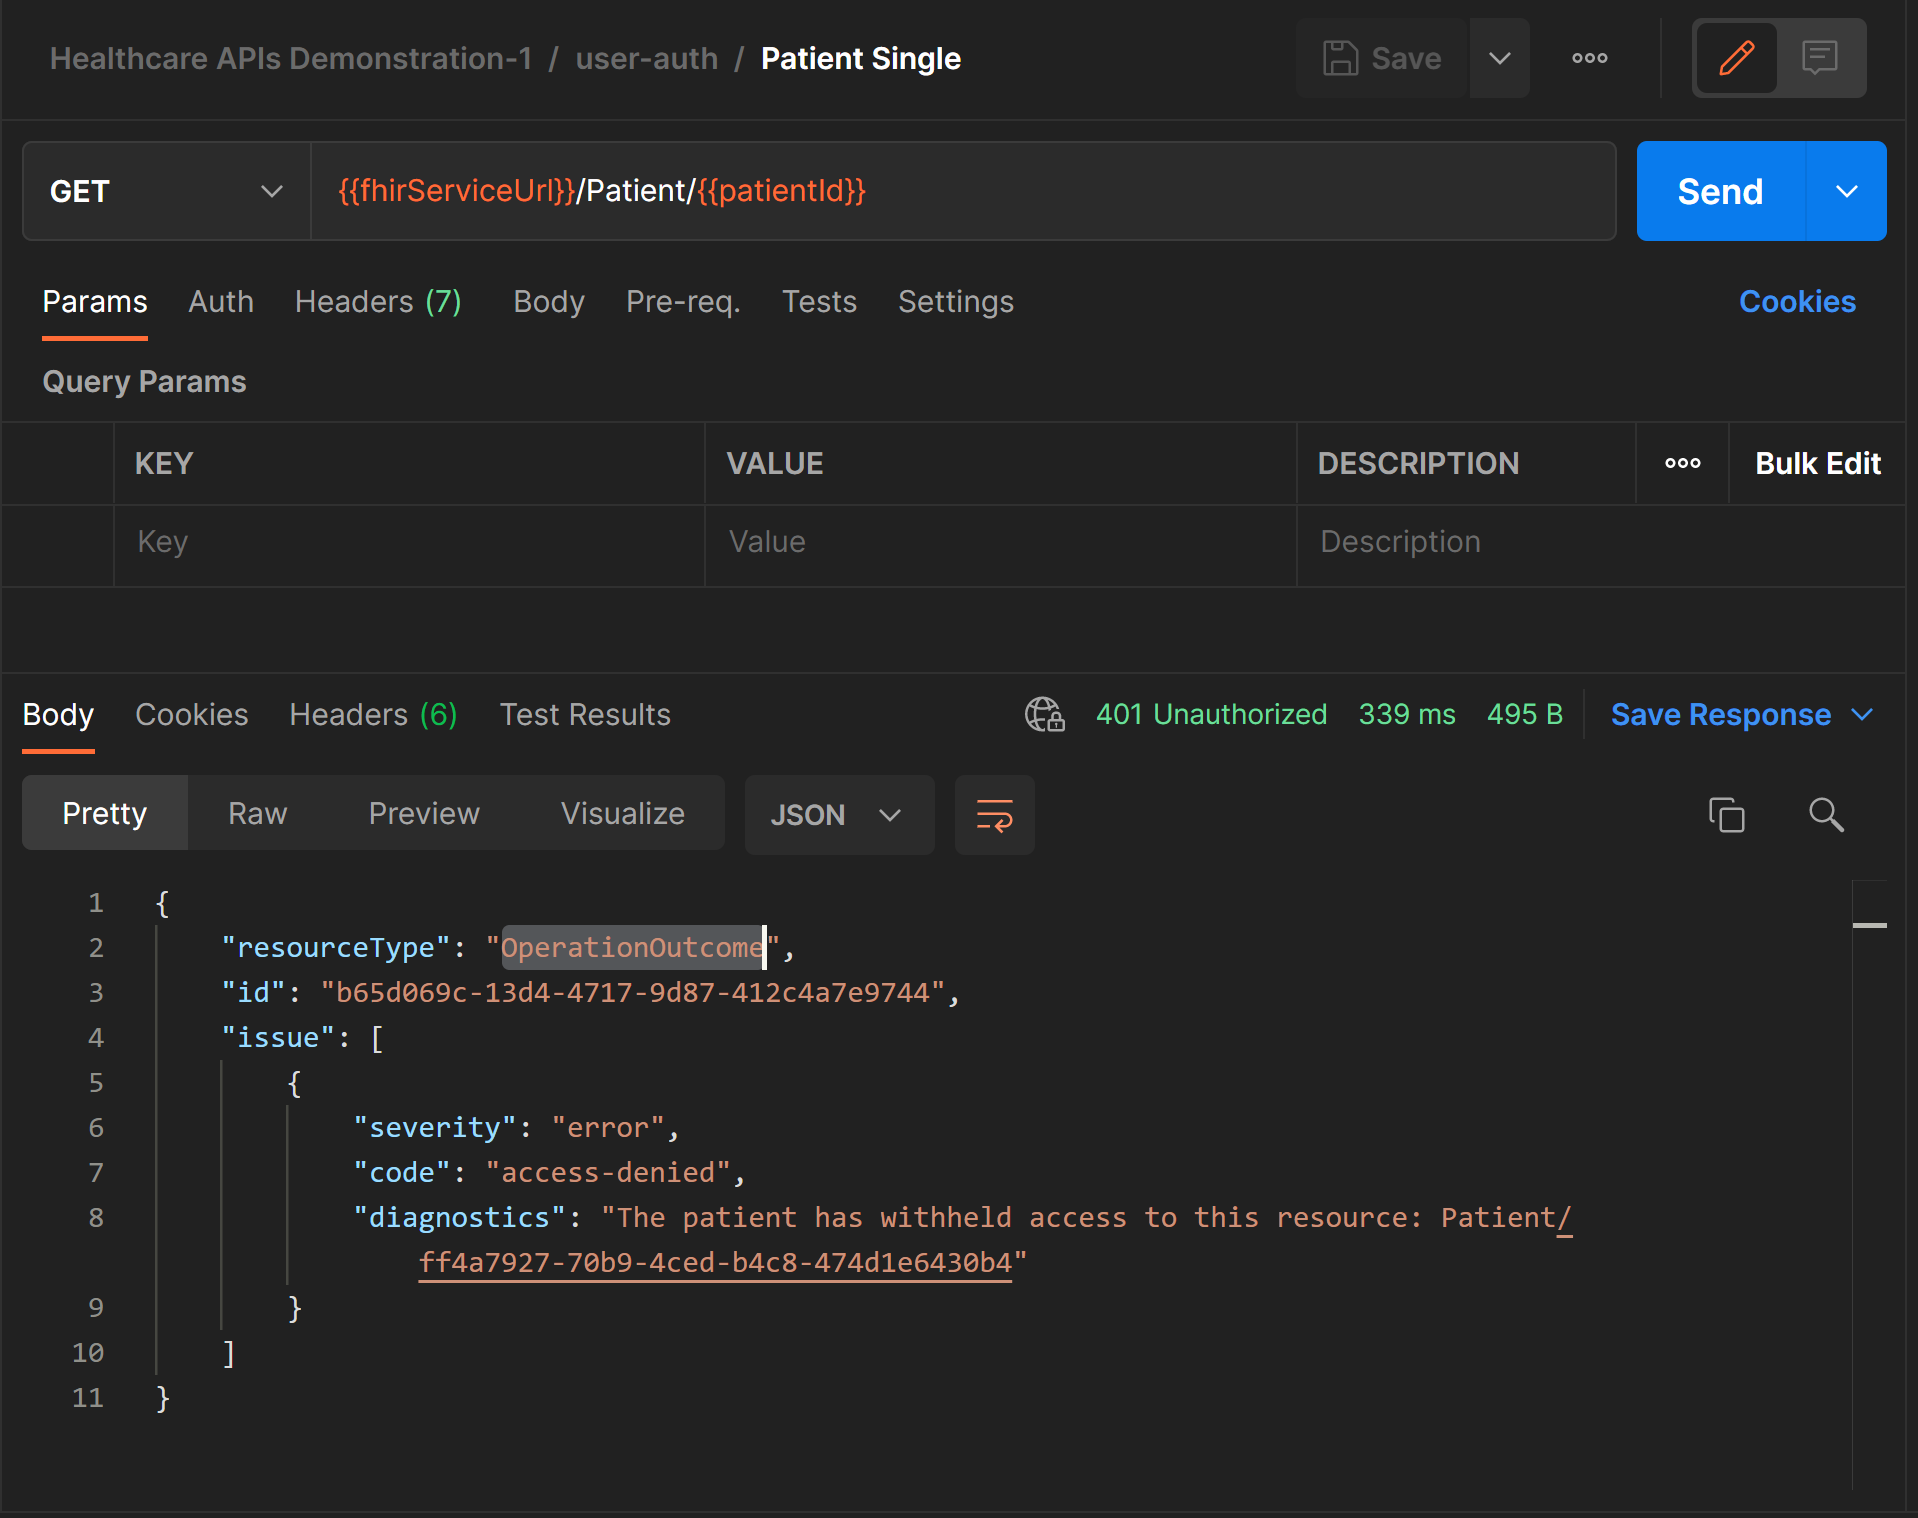 Healthcare APIs Demonstration-1 / user-auth / Patient Single Save
GET {{fhirServiceUrl}}/Patient/{{patientId}} Send
Params Auth Headers (7) Body Pre-req. Tests Settings Cookies
Query Params
KEY VALUE DESCRIPTION Bulk Edit
Key Value Description
Body Cookies Headers (6) Test Results 401 Unauthorized 339 ms 495 B Save Response
Pretty Raw Preview Visualize JSON
1 {
2 "resourceType": "OperationOutcome",
3 "id": "b65d069c-13d4-4717-9d87-412c4a7e9744",
4 "issue": [
5 {
6 "severity": "error",
7 "code": "access-denied",
8 "diagnostics": "The patient has withheld access to this resource: Patient/
ff4a7927-70b9-4ced-b4c8-474d1e6430b4"
9 }
10 ]
11 }